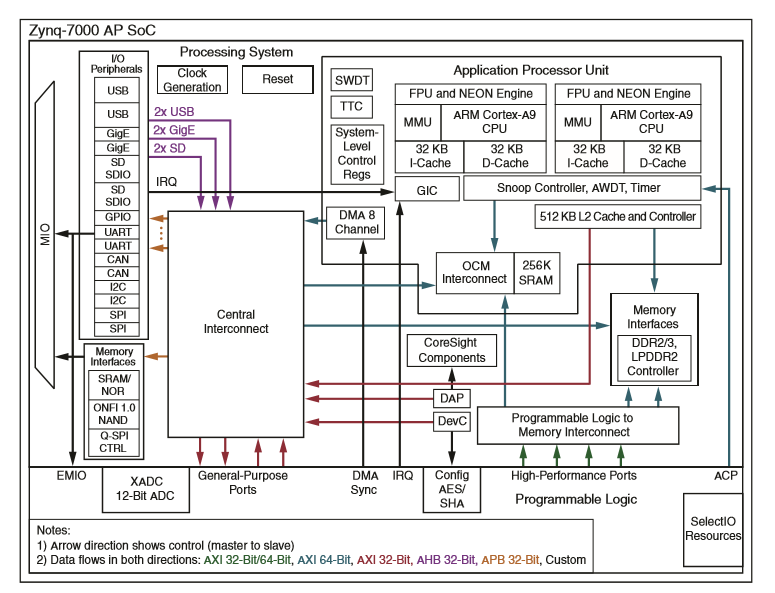 Zynq-7000 AP SoC
I/O
Peripherals
USB
USB
GigE
GigE
SD
SDIO
SD
SDIO
GPIO
UART
UART
CAN
CAN
I2C
I2C
SPI
SPI
MIO
Memory
Interfaces
SRAM/
NOR
ONFI 1.0
NAND
Q-SPI
CTRL
Processing System
Clock
Generation
Reset
2x USB
2x GigE
2x SD
IRQ
Central
Interconnect
SWDT
TTC
System-
Level
Control
Regs
DMA 8
Channel
Application Processor Unit
FPU and NEON Engine
MMU
ARM Cortex-A9
CPU
32 KB
I-Cache
32 KB
D-Cache
FPU and NEON Engine
MMU
ARM Cortex-A9
CPU
32 KB
I-Cache
32 KB
D-Cache
GIC
Snoop Controller, AWDT, Timer
512 KB L2 Cache and Controller
OCM
Interconnect
256K
SRAM
Memory
Interfaces
DDR2/3,
LPDDR2
Controller
CoreSight
Components
DAP
DevC
Programmable Logic to
Memory Interconnect
EMIO
XADC
12-Bit ADC
General-Purpose
Ports
DMA
Sync
IRQ
Config
AES/
SHA
High-Performance Ports
ACP
Programmable Logic
SelectIO
Resources
Notes:
1) Arrow direction shows control (master to slave)
2) Data flows in both directions: AXI 32-Bit/64-Bit, AXI 64-Bit, AXI 32-Bit, AHB 32-Bit, APB 32-Bit, Custom